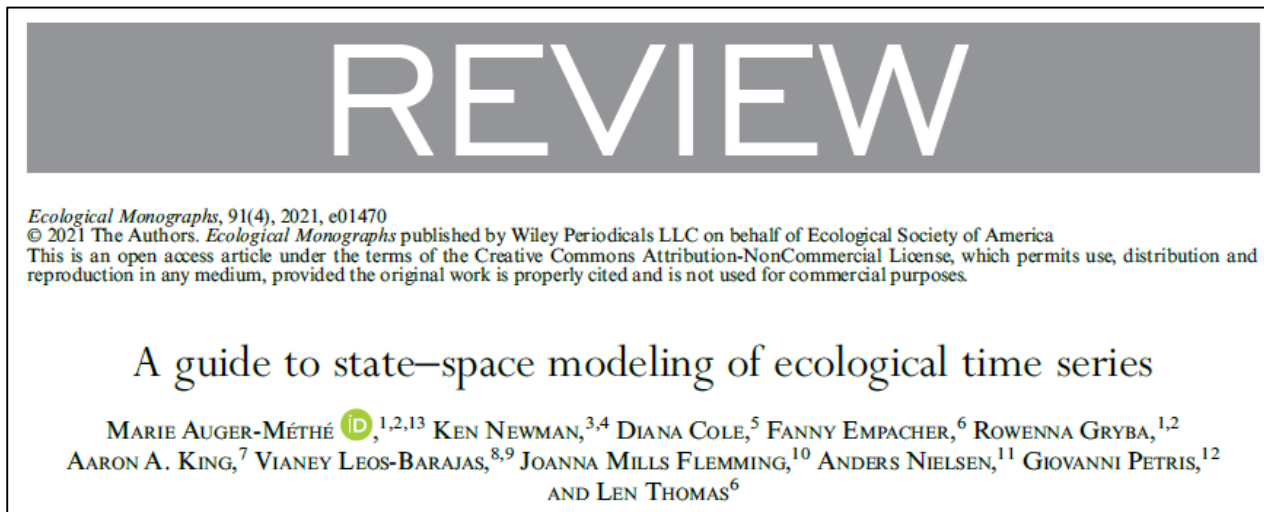 REVIEW
Ecological Monographs, 91(4), 2021, e01470
© 2021 The Authors. Ecological Monographs published by Wiley Periodicals LLC on behalf of Ecological Society of America
This is an open access article under the terms of the Creative Commons Attribution-NonCommercial License, which permits use, distribution and
reproduction in any medium, provided the original work is properly cited and is not used for commercial purposes.
A guide to state–space modeling of ecological time series
MARIE AUGER-MÉTHÉ iD,1,2,13 KEN NEWMAN,3,4 DIANA COLE,5 FANNY EMPACHER,6 ROWENNA GRYBA,1,2
AARON A. KING,7 VIANEY LEOS-BARAJAS,8,9 JOANNA MILLS FLEMMING,10 ANDERS NIELSEN,11 GIOVANNI PETRIS,12
AND LEN THOMAS6